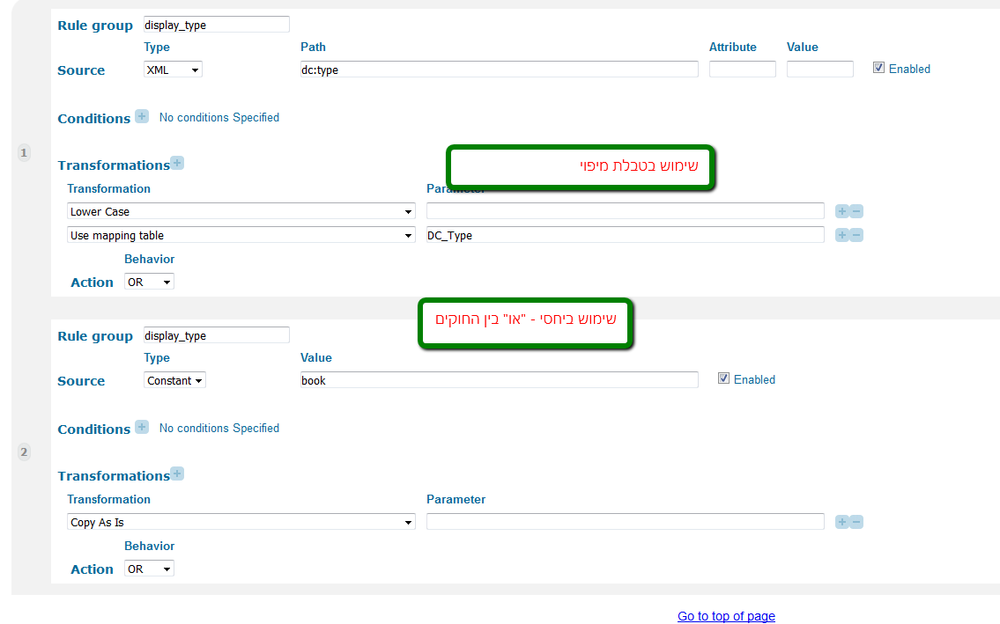 Rule group display_type
Type Path Attribute Value
Source XML dc:type Enabled
Conditions + No conditions Specified
1
Transformations +
שימוש בטבלת מיפוי
Transformation Parameter
Lower Case + −
Use mapping table DC_Type + −
Behavior
Action OR
שימוש ביחסי - "או" בין החוקים
Rule group display_type
Type Value
Source Constant book Enabled
Conditions + No conditions Specified
2
Transformations +
Transformation Parameter
Copy As Is + −
Behavior
Action OR
Go to top of page